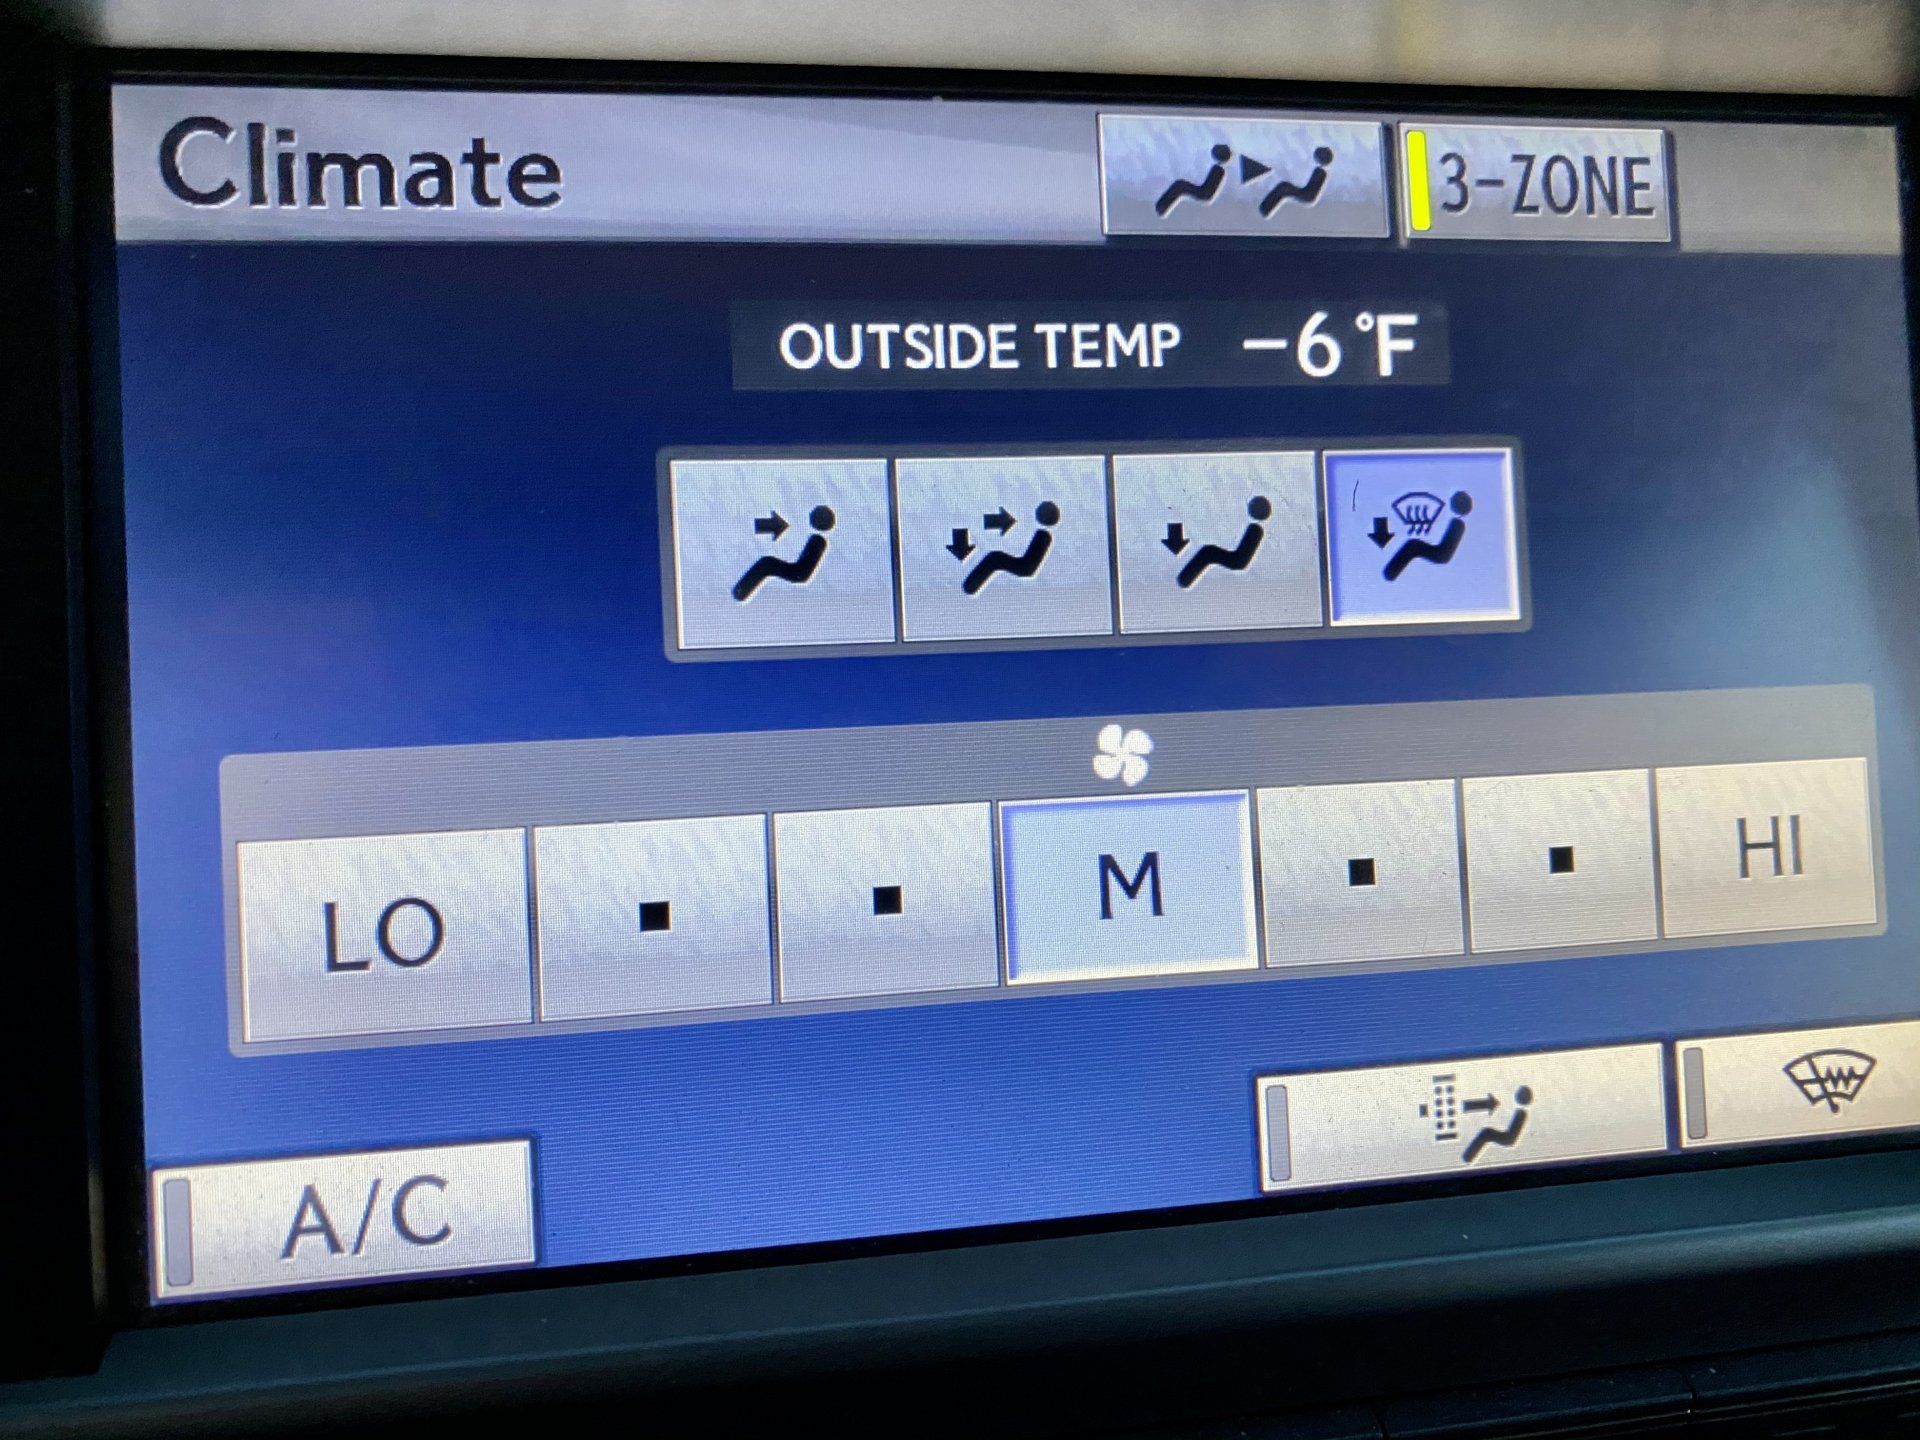 Climate
3-ZONE
OUTSIDE TEMP -6°F
LO
M
HI
A/C